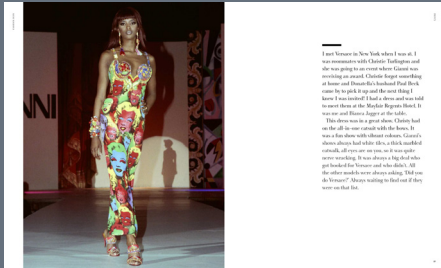 NNI
I met Versace in New York when I was 18. I
was roommates with Christie Turlington and
she was going to an event where Gianni was
receiving an award. Christie forgot something
at home and Donatella's husband Paul Beck
came by to pick it up and the next thing I
knew I was invited! I had a dress and was told
to meet them at the Mayfair Regents Hotel. It
was me and Bianca Jagger at the table.
This dress was in a great show. Christy had
on the all-in-one catsuit with the bows. It
was a fun show with vibrant colours. Gianni's
shows always had white tiles, a thick marbled
catwalk, all eyes are on you, so it was quite
nerve wracking. It was always a big deal who
got booked for Versace and who didn't. All
the other models were always asking, 'Did you
do Versace?' Always waiting to find out if they
were on that list.